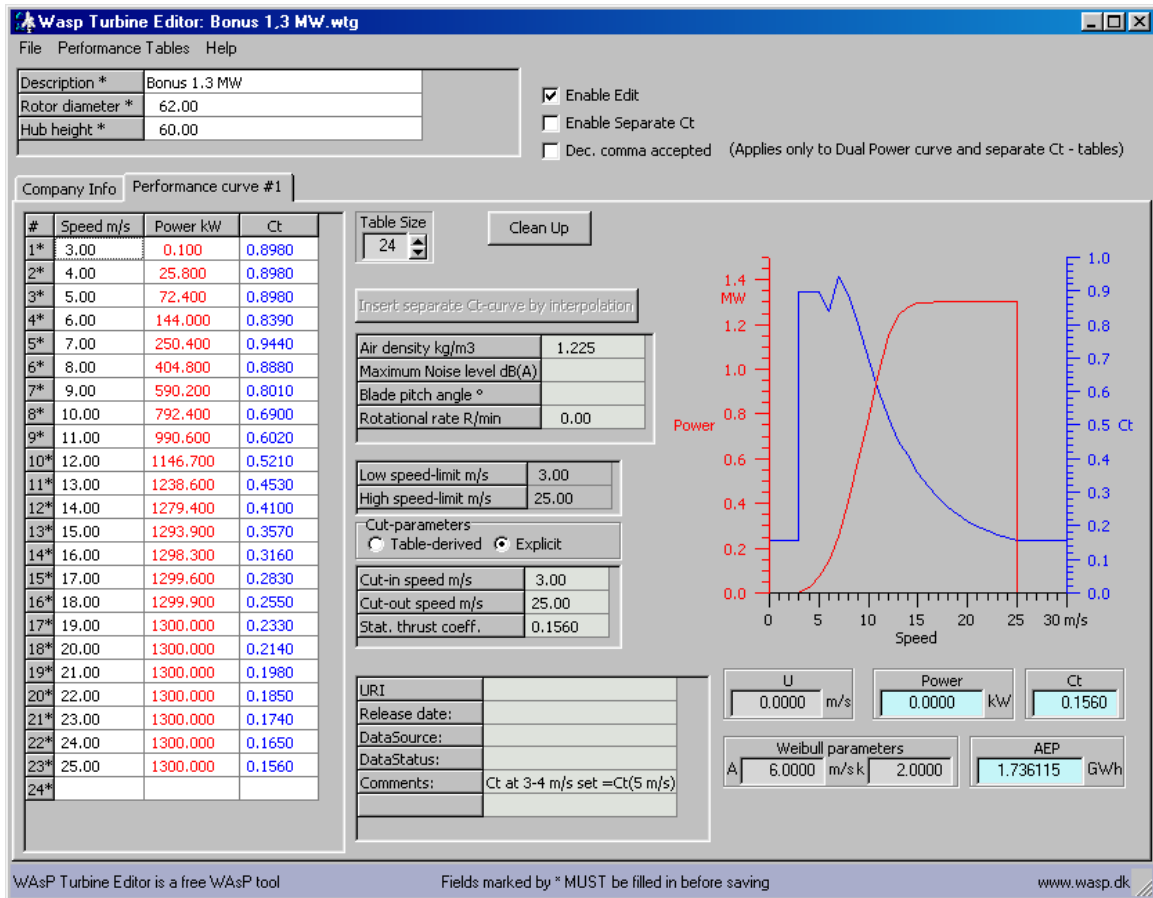 Wasp Turbine Editor: Bonus 1,3 MW.wtg
File Performance Tables Help
Description * Bonus 1.3 MW
Rotor diameter * 62.00
Hub height * 60.00
Enable Edit
Enable Separate Ct
Dec. comma accepted (Applies only to Dual Power curve and separate Ct - tables)
Company Info Performance curve #1
# Speed m/s Power kW Ct
1* 3.00 0.100 0.8980
2* 4.00 25.800 0.8980
3* 5.00 72.400 0.8980
4* 6.00 144.000 0.8390
5* 7.00 250.400 0.9440
6* 8.00 404.800 0.8880
7* 9.00 590.200 0.8010
8* 10.00 792.400 0.6900
9* 11.00 990.600 0.6020
10* 12.00 1146.700 0.5210
11* 13.00 1238.600 0.4530
12* 14.00 1279.400 0.4100
13* 15.00 1293.900 0.3570
14* 16.00 1298.300 0.3160
15* 17.00 1299.600 0.2830
16* 18.00 1299.900 0.2550
17* 19.00 1300.000 0.2330
18* 20.00 1300.000 0.2140
19* 21.00 1300.000 0.1980
20* 22.00 1300.000 0.1850
21* 23.00 1300.000 0.1740
22* 24.00 1300.000 0.1650
23* 25.00 1300.000 0.1560
24*
Table Size
24
Clean Up
Insert separate Ct-curve by interpolation
Air density kg/m3 1.225
Maximum Noise level dB(A)
Blade pitch angle °
Rotational rate R/min 0.00
Low speed-limit m/s 3.00
High speed-limit m/s 25.00
Cut-parameters
Table-derived Explicit
Cut-in speed m/s 3.00
Cut-out speed m/s 25.00
Stat. thrust coeff. 0.1560
URI
Release date:
DataSource:
DataStatus:
Comments: Ct at 3-4 m/s set =Ct(5 m/s)
1.4
MW
1.2
1.0
0.8
Power
0.6
0.4
0.2
0.0
1.0
0.9
0.8
0.7
0.6
0.5 Ct
0.4
0.3
0.2
0.1
0.0
0 5 10 15 20 25 30 m/s
Speed
U
0.0000 m/s
Power
0.0000 kW
Ct
0.1560
Weibull parameters
A 6.0000 m/s k 2.0000
AEP
1.736115 GWh
WAsP Turbine Editor is a free WAsP tool
Fields marked by * MUST be filled in before saving
www.wasp.dk